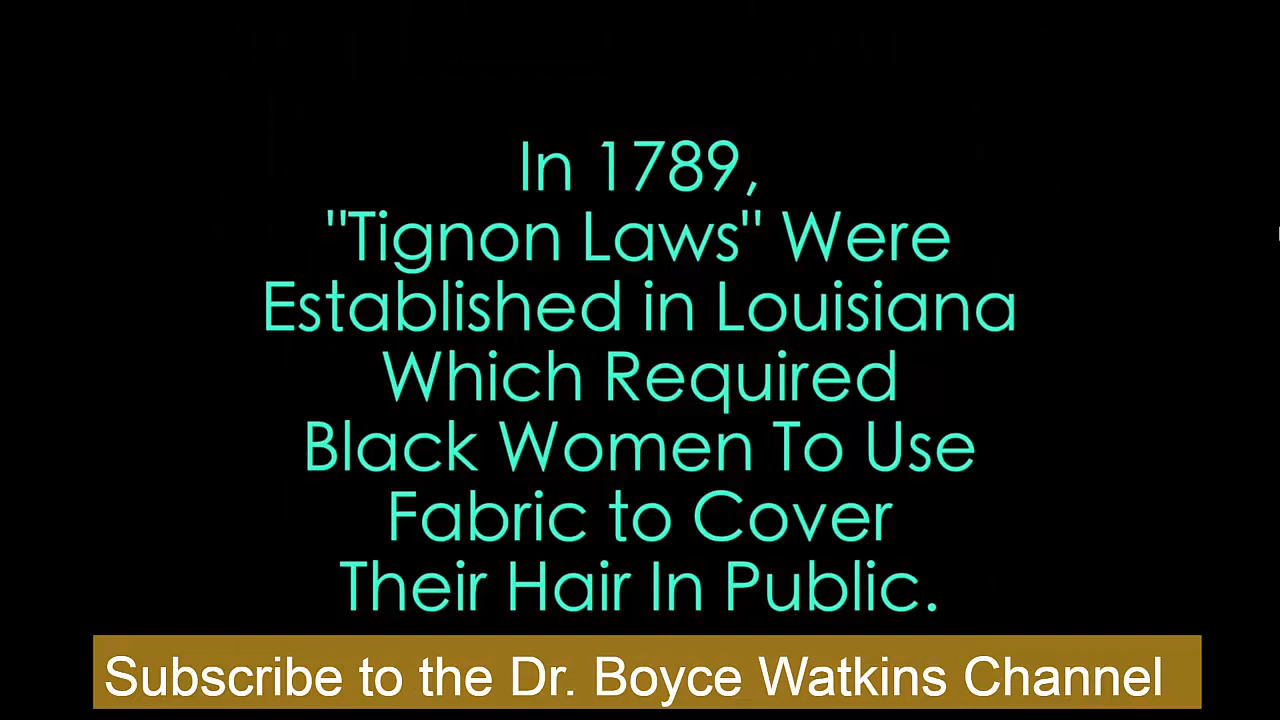 In 1789,
"Tignon Laws" Were
Established in Louisiana
Which Required
Black Women To Use
Fabric to Cover
Their Hair In Public.
Subscribe to the Dr. Boyce Watkins Channel